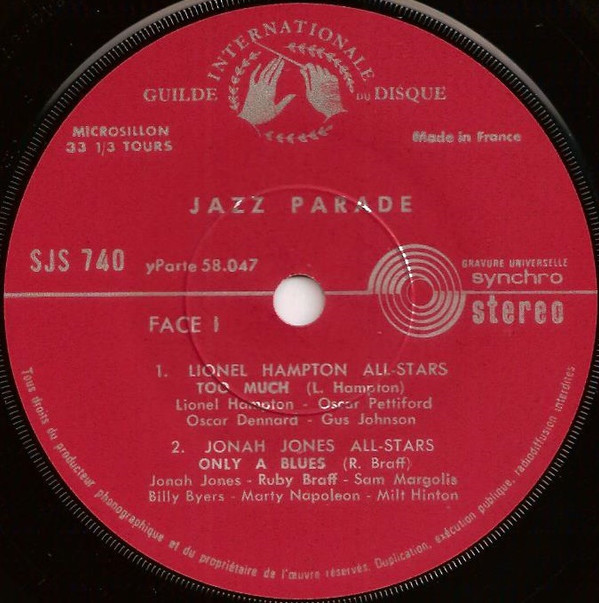 INTERNATIONALE
GUILDE DU DISQUE
MICROSILLON
33 1/3 TOURS
Made in France
JAZZ PARADE
SJS 740
yParte 58.047
GRAVURE UNIVERSELLE
synchro
stereo
FACE I
1. LIONEL HAMPTON ALL-STARS
TOO MUCH (L. Hampton)
Lionel Hampton - Oscar Pettiford
Oscar Dennard - Gus Johnson
2. JONAH JONES ALL-STARS
ONLY A BLUES (R. Braff)
Jonah Jones - Ruby Braff - Sam Margolis
Billy Byers - Marty Napoleon - Milt Hinton
Tous droits du producteur phonographique et du propriétaire de l'œuvre réservés. Duplication, exécution publique, radiodiffusion interdites